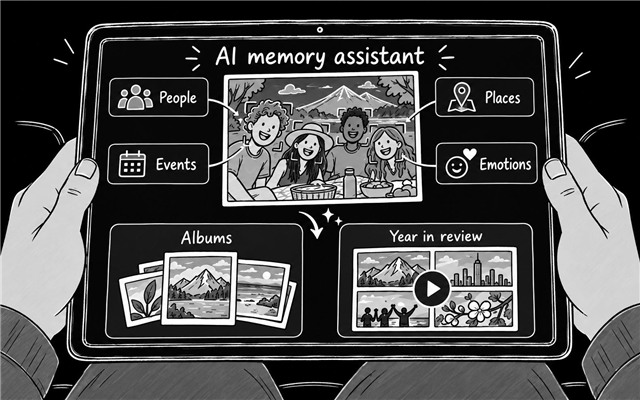 AI memory assistant
People
Places
Events
Emotions
Albums
Year in review